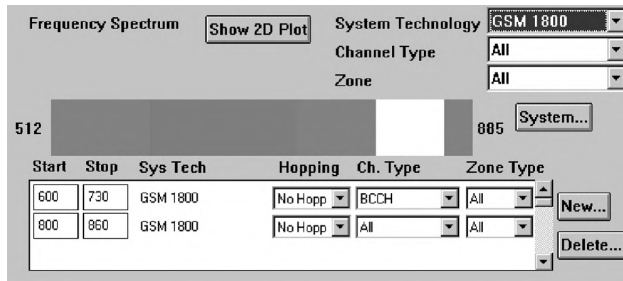 Frequency Spectrum Show 2D Plot System Technology GSM 1800
Channel Type All
Zone All
512 885 System...
Start Stop Sys Tech Hopping Ch. Type Zone Type
600 730 GSM 1800 No Hopp BCCH All New...
800 860 GSM 1800 No Hopp All All
Delete...